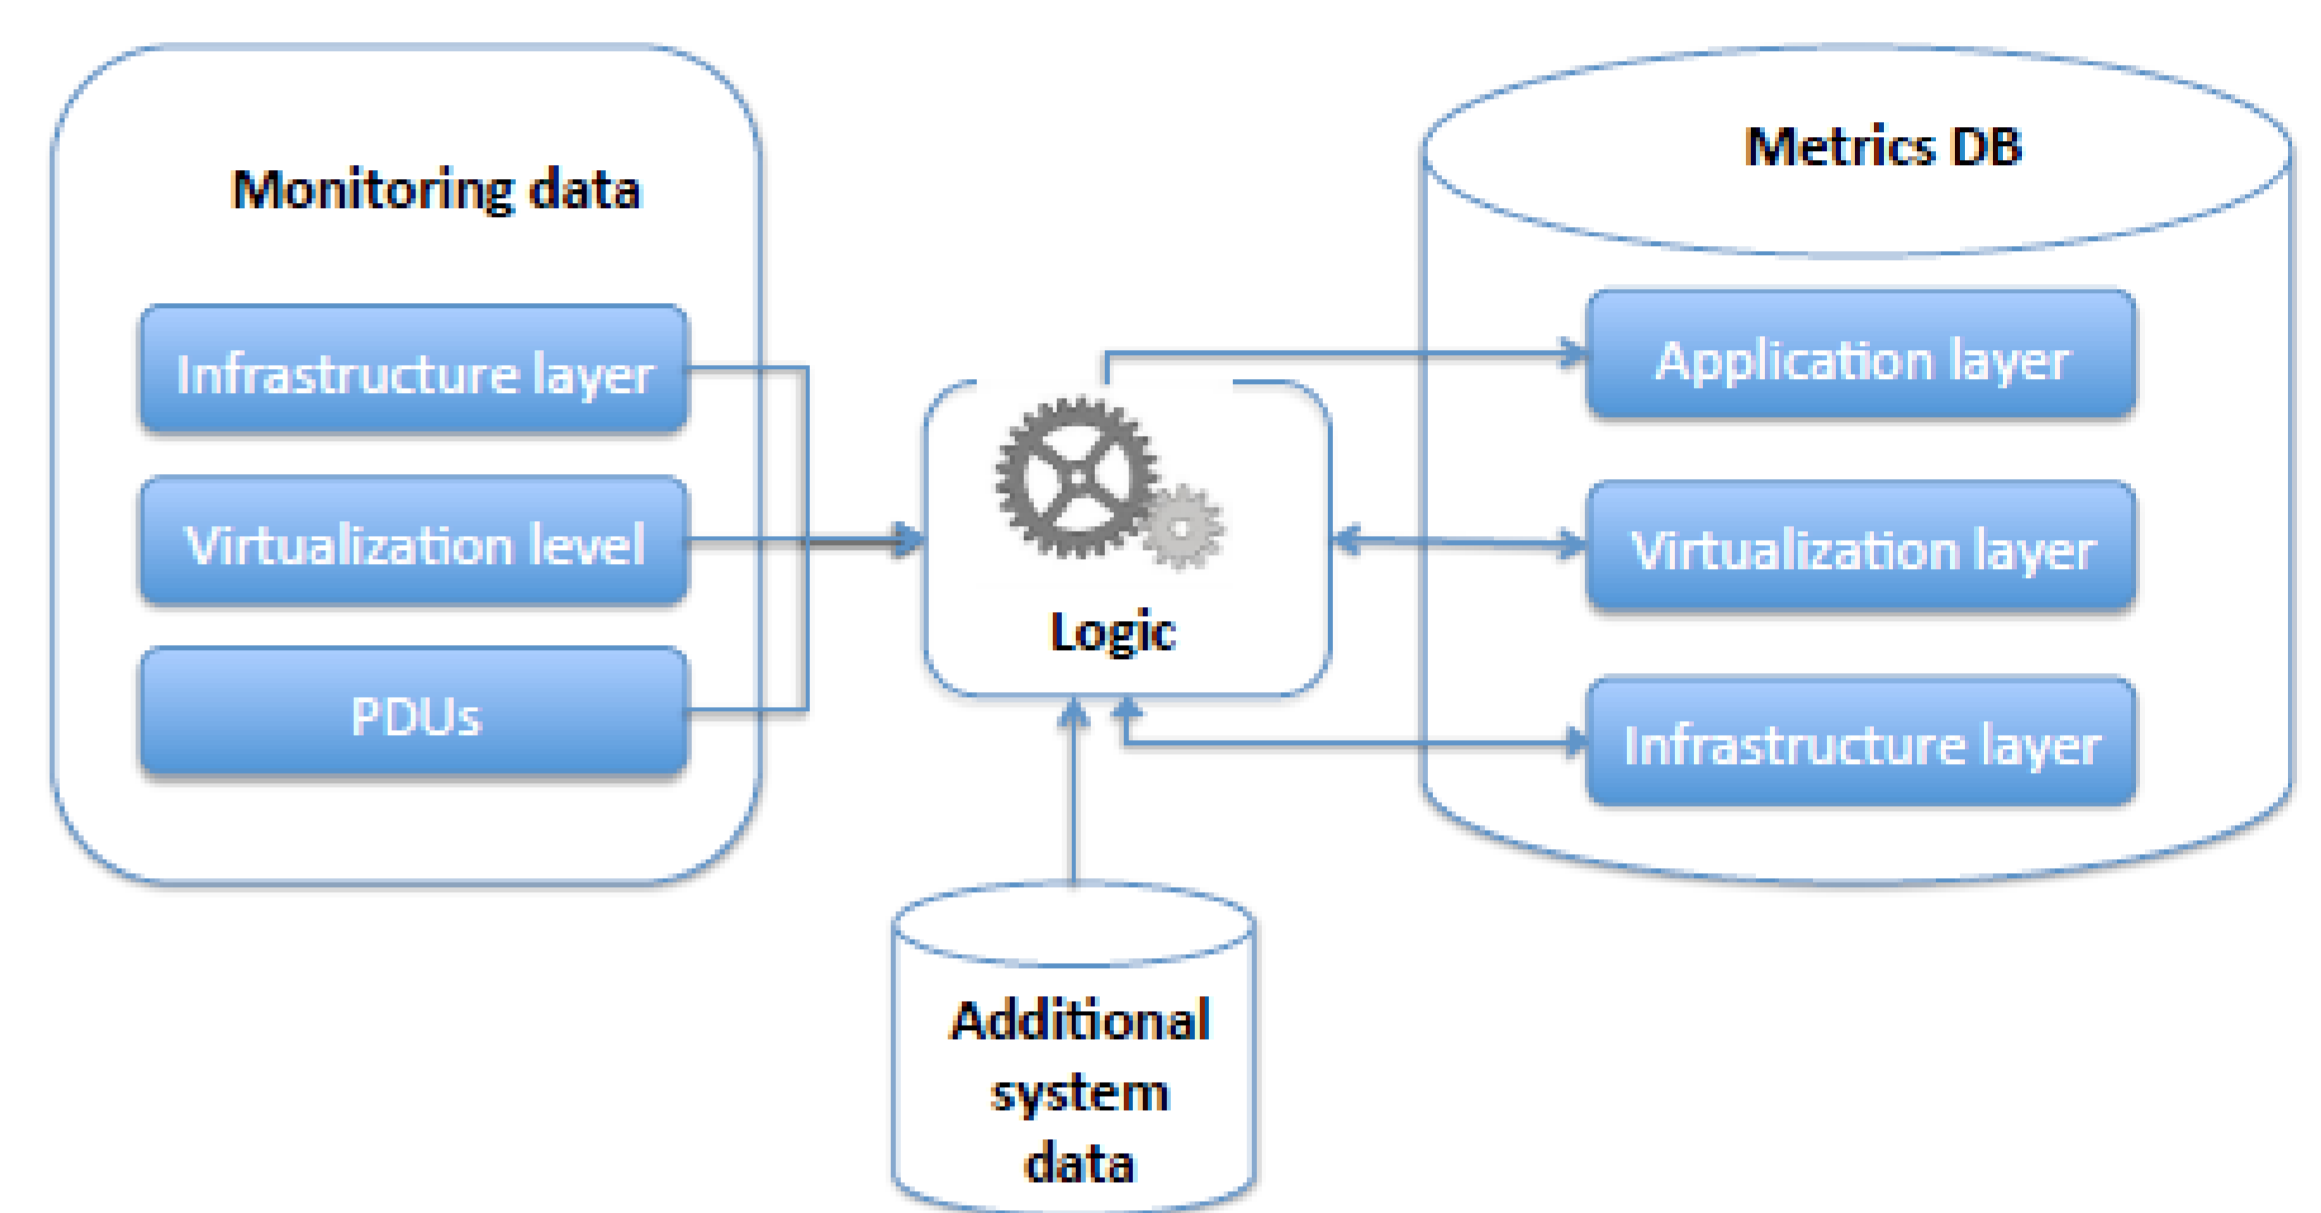 Monitoring data
Infrastructure layer
Virtualization level
PDUs
Logic
Additional
system
data
Metrics DB
Application layer
Virtualization layer
Infrastructure layer